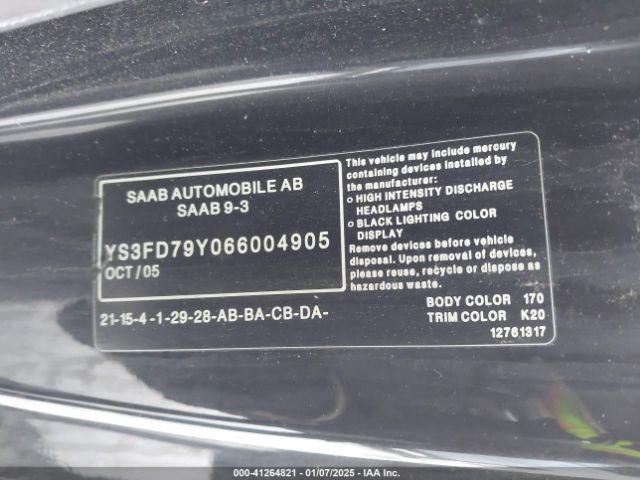 SAAB AUTOMOBILE AB
SAAB 9-3
YS3FD79Y066004905
OCT / 05
21-15-4 -1-29-28-AB-BA-CB-DA-
This vehicle may include mercury
containing devices installed by
the manufacturer:
○ HIGH INTENSITY DISCHARGE
HEADLAMPS
○ BLACK LIGHTING COLOR
DISPLAY
Remove devices before vehicle
disposal. Upon removal of devices,
please reuse, recycle or dispose as
hazardous waste.
BODY COLOR 170
TRIM COLOR K20
12761317
000-41264821 - 01/07/2025 - IAA Inc.